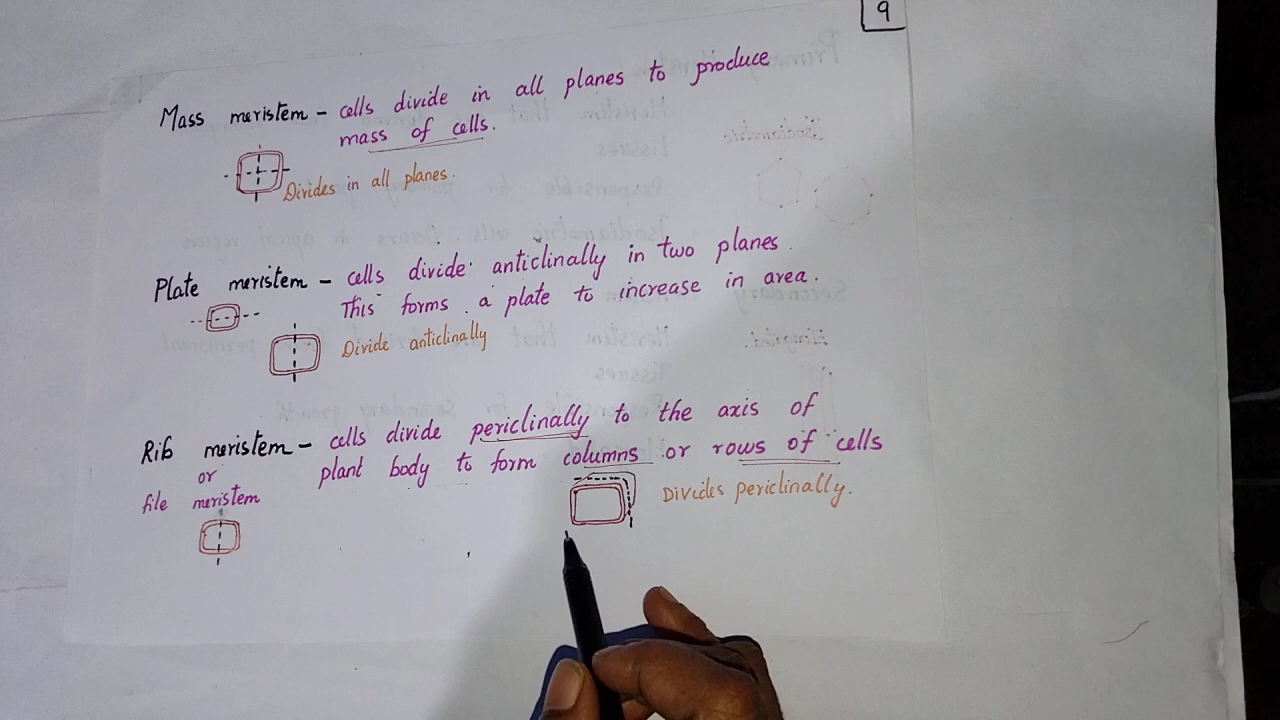 9
Mass meristem - cells divide in all planes to produce
mass of cells.
Divides in all planes.
Plate meristem - cells divide anticlinally in two planes.
This forms a plate to increase in area.
Divide anticlinally
Rib meristem - cells divide periclinally to the axis of
or plant body to form columns or rows of cells
file meristem
Divides periclinally.